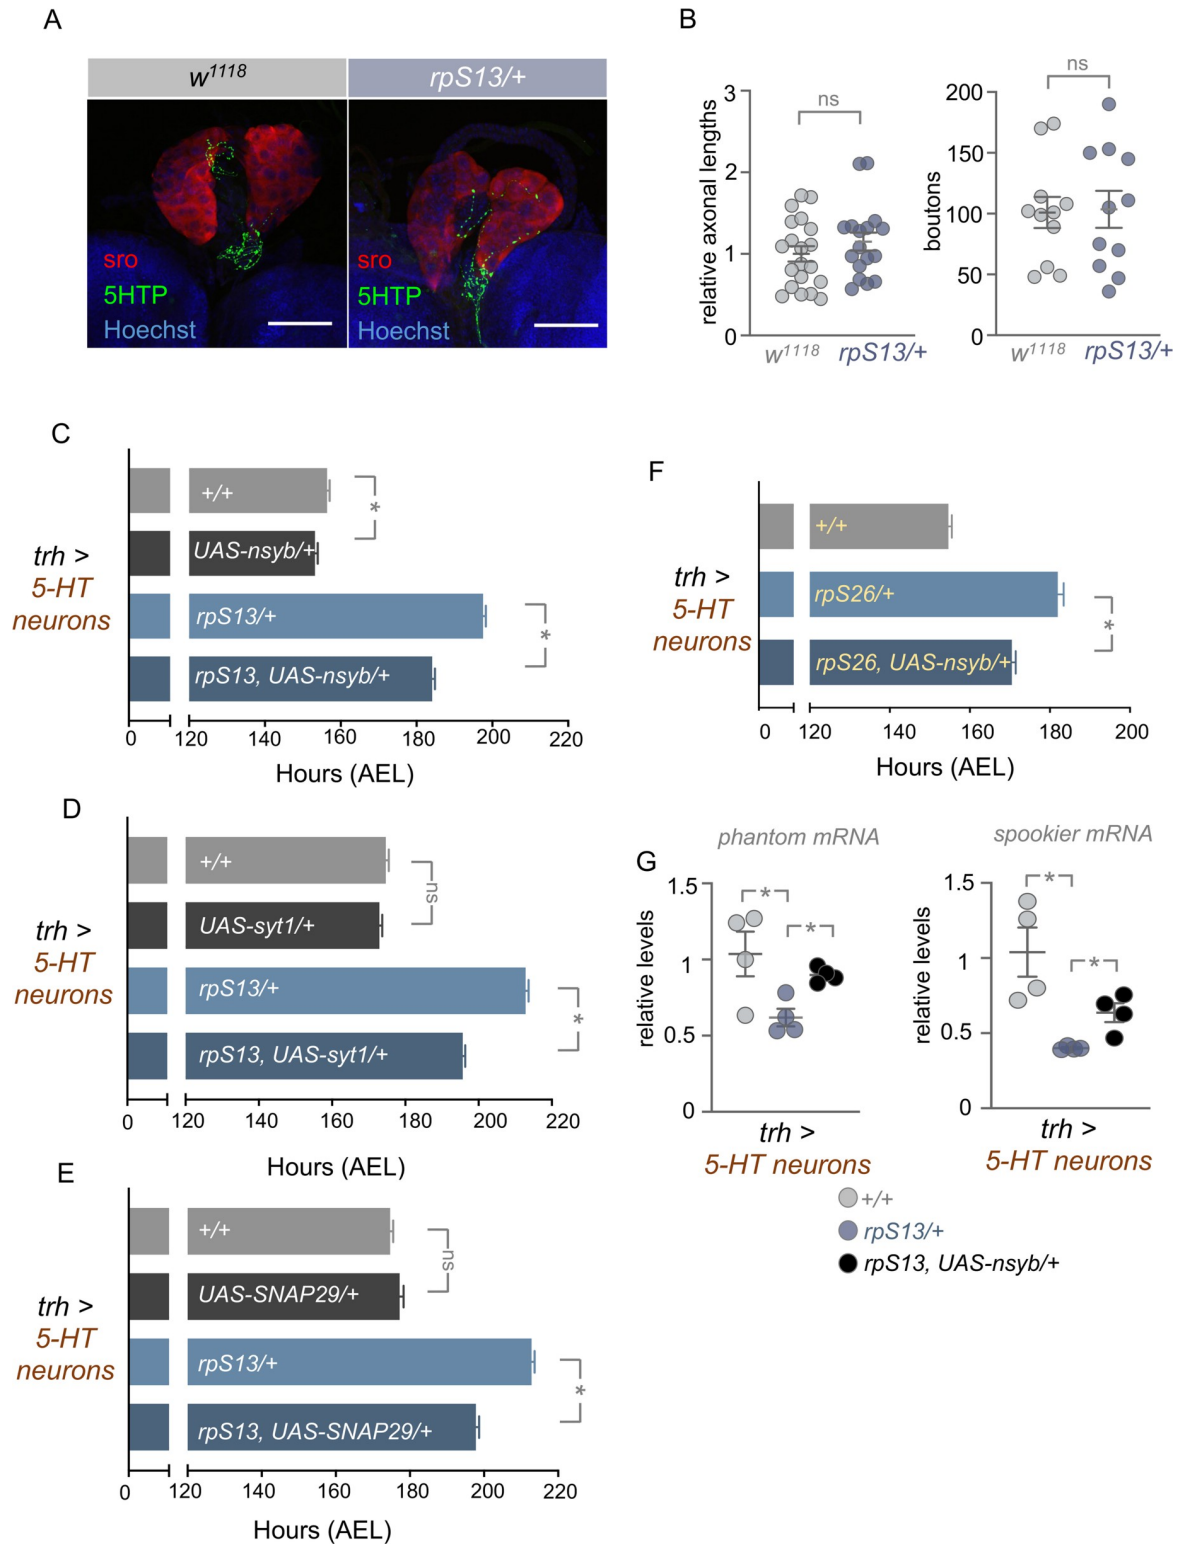 A
w1118
rpS13/+
sro
5HTP
Hoechst
sro
5HTP
Hoechst
B
ns
relative axonal lengths
3
2
1
0
w1118
rpS13/+
ns
boutons
200
150
100
50
0
w1118
rpS13/+
C
trh >
5-HT
neurons
+/+
UAS-nsyb/+
rpS13/+
rpS13, UAS-nsyb/+
*
*
0 120 140 160 180 200 220
Hours (AEL)
D
trh >
5-HT
neurons
+/+
UAS-syt1/+
rpS13/+
rpS13, UAS-syt1/+
ns
*
0 120 140 160 180 200 220
Hours (AEL)
E
trh >
5-HT
neurons
+/+
UAS-SNAP29/+
rpS13/+
rpS13, UAS-SNAP29/+
ns
*
0 120 140 160 180 200 220
Hours (AEL)
F
trh >
5-HT
neurons
+/+
rpS26/+
rpS26, UAS-nsyb/+
*
0 120 140 160 180 200
Hours (AEL)
G
phantom mRNA
relative levels
1.5
1
0.5
0
*
*
trh >
5-HT neurons
spookier mRNA
relative levels
1.5
1
0.5
0
*
*
trh >
5-HT neurons
+/+
rpS13/+
rpS13, UAS-nsyb/+